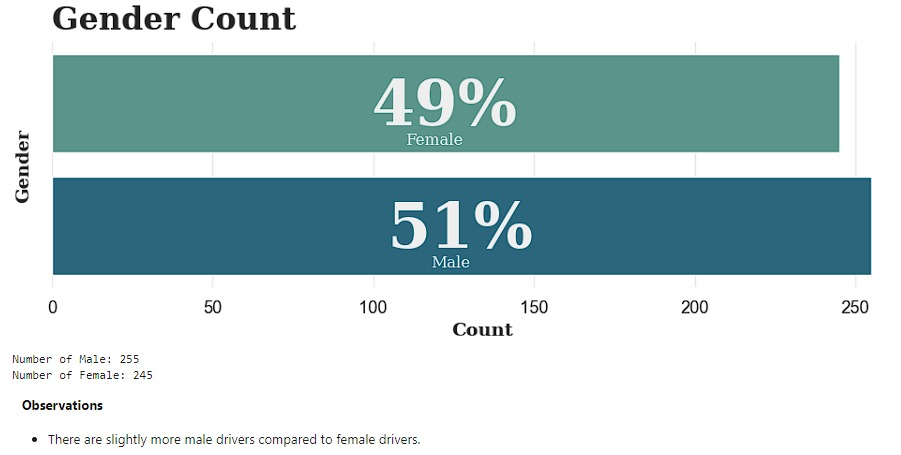 Gender Count
Gender
49%
Female
51%
Male
0 50 100 150 200 250
Count
Number of Male: 255
Number of Female: 245
Observations
• There are slightly more male drivers compared to female drivers.